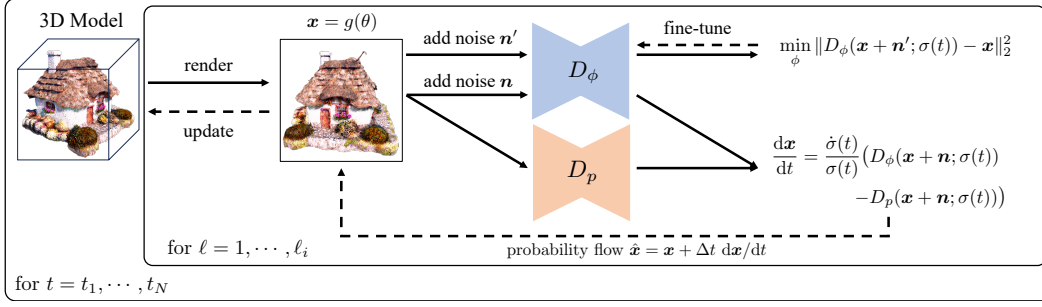 3D Model
render
update
x = g(θ)
add noise n′
add noise n
D_ϕ
D_p
fine-tune
min_ϕ ‖D_ϕ(x + n′; σ(t)) − x‖₂²
dx/dt = σ̇(t)/σ(t) (D_ϕ(x + n; σ(t))
−D_p(x + n; σ(t)))
probability flow x̂ = x + Δt dx/dt
for ℓ = 1, ⋯ , ℓ_i
for t = t₁, ⋯ , t_N